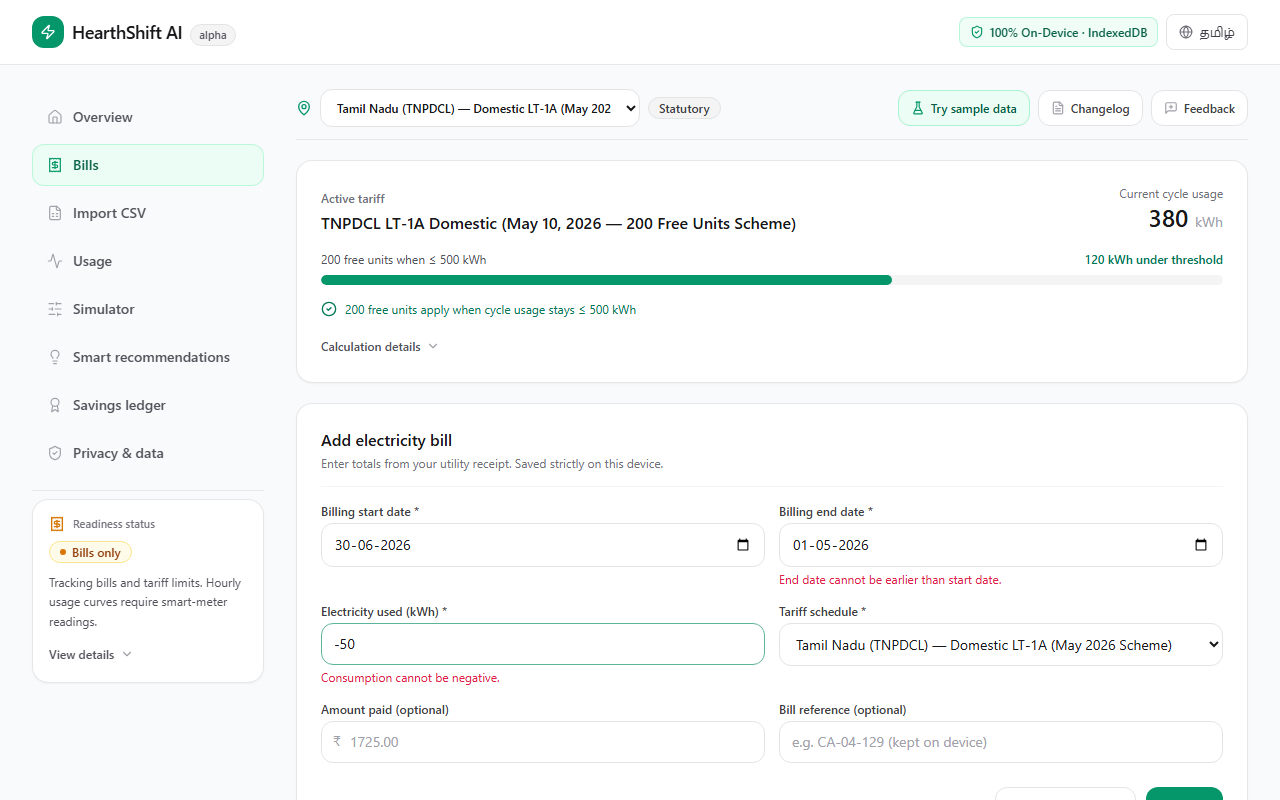 HearthShift AI alpha
100% On-Device · IndexedDB
தமிழ்
Overview
Bills
Import CSV
Usage
Simulator
Smart recommendations
Savings ledger
Privacy & data
Readiness status
Bills only
Tracking bills and tariff limits. Hourly
usage curves require smart-meter
readings.
View details
Tamil Nadu (TNPDCL) — Domestic LT-1A (May 202
Statutory
Try sample data
Changelog
Feedback
Active tariff
TNPDCL LT-1A Domestic (May 10, 2026 — 200 Free Units Scheme)
Current cycle usage
380 kWh
200 free units when ≤ 500 kWh
120 kWh under threshold
200 free units apply when cycle usage stays ≤ 500 kWh
Calculation details
Add electricity bill
Enter totals from your utility receipt. Saved strictly on this device.
Billing start date *
30-06-2026
Billing end date *
01-05-2026
End date cannot be earlier than start date.
Electricity used (kWh) *
-50
Consumption cannot be negative.
Tariff schedule *
Tamil Nadu (TNPDCL) — Domestic LT-1A (May 2026 Scheme)
Amount paid (optional)
₹ 1725.00
Bill reference (optional)
e.g. CA-04-129 (kept on device)